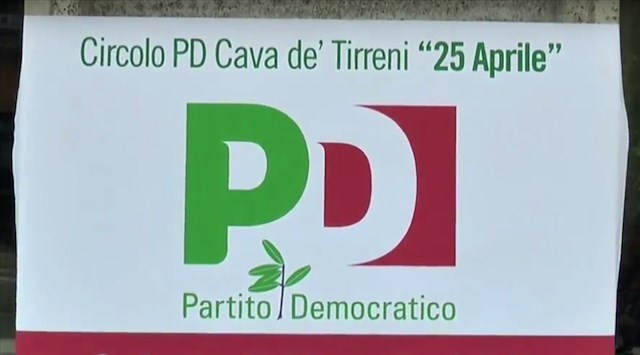 Circolo PD Cava de’ Tirreni “25 Aprile”
PD
Partito Democratico